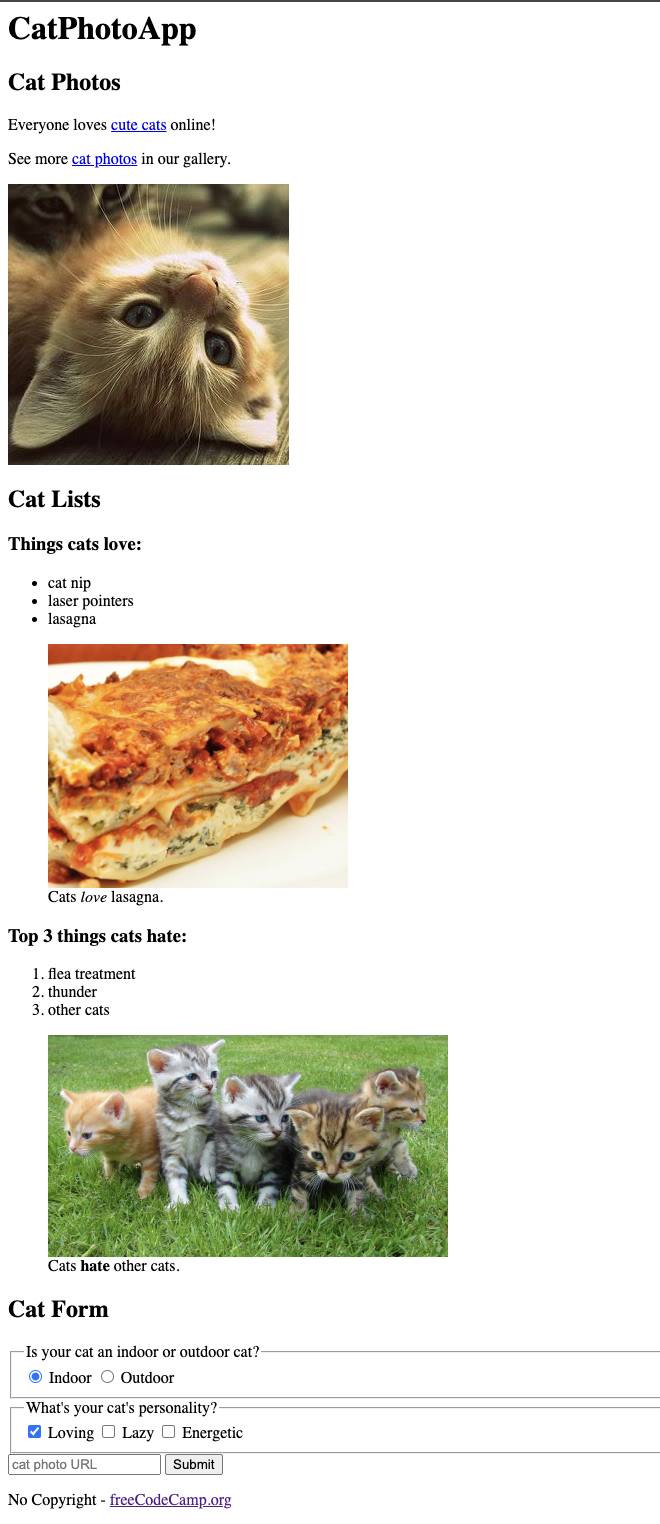 CatPhotoApp
Cat Photos
Everyone loves cute cats online!
See more cat photos in our gallery.
Cat Lists
Things cats love:
• cat nip
• laser pointers
• lasagna
Cats love lasagna.
Top 3 things cats hate:
1. flea treatment
2. thunder
3. other cats
Cats hate other cats.
Cat Form
Is your cat an indoor or outdoor cat?
Indoor Outdoor
What's your cat's personality?
Loving Lazy Energetic
cat photo URL Submit
No Copyright - freeCodeCamp.org